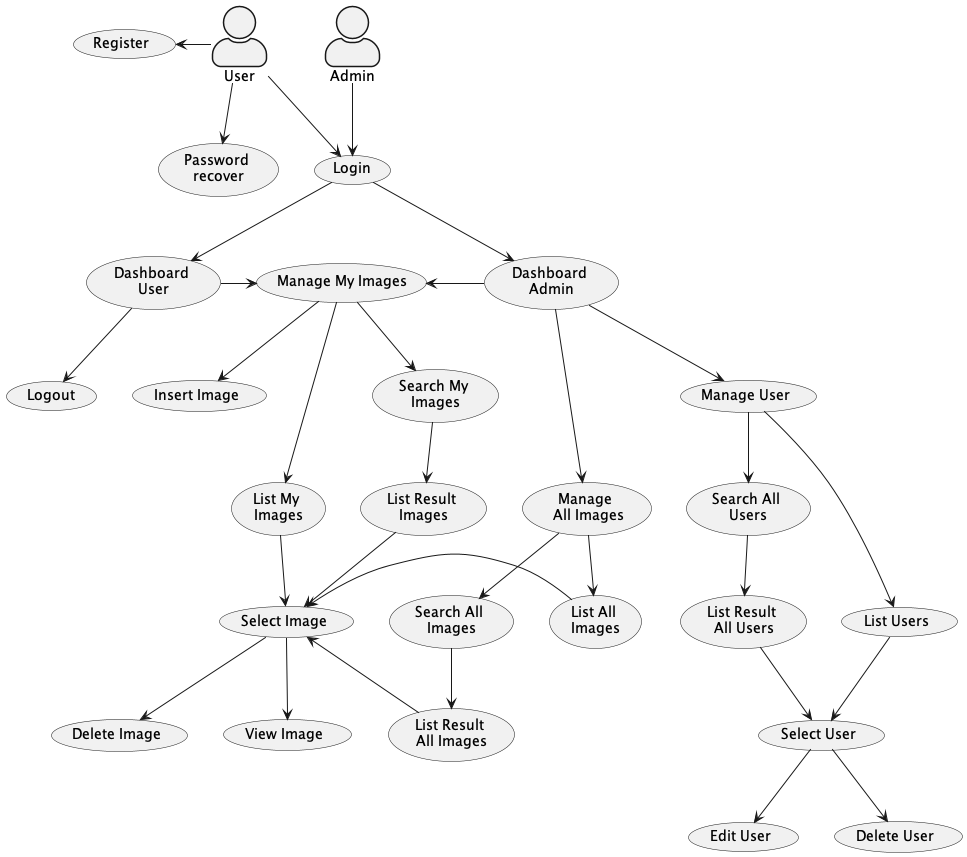 Register
User
Admin
Password
recover
Login
Dashboard
User
Manage My Images
Dashboard
Admin
Logout
Insert Image
Search My
Images
Manage User
List My
Images
List Result
Images
Manage
All Images
Search All
Users
Select Image
Search All
Images
List All
Images
List Result
All Users
List Users
Delete Image
View Image
List Result
All Images
Select User
Edit User
Delete User